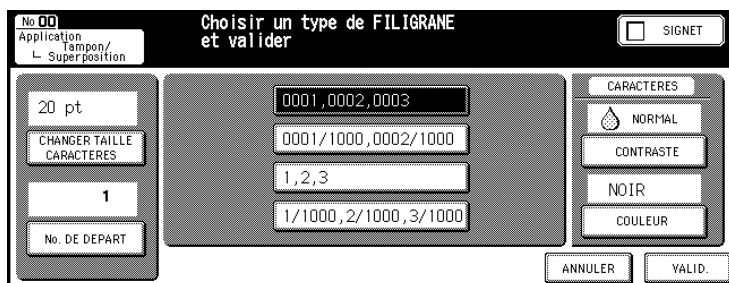 No 00
Application
Tampon/
Superposition
Choisir un type de FILIGRANE
et valider
SIGNET
20 pt
CHANGER TAILLE
CARACTERES
1
No. DE DEPART
0001,0002,0003
0001/1000,0002/1000
1,2,3
1/1000,2/1000,3/1000
CARACTERES
NORMAL
CONTRASTE
NOIR
COULEUR
ANNULER
VALID.